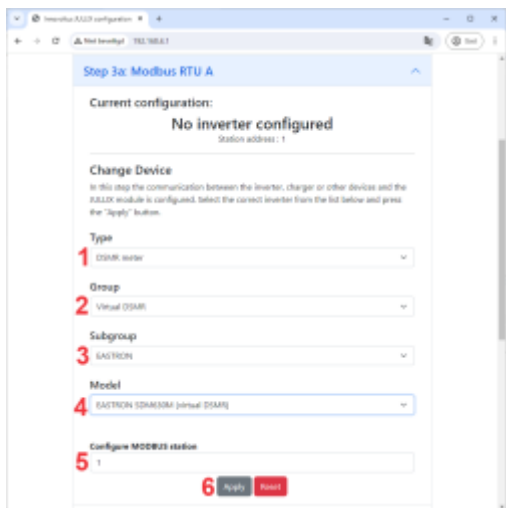 Innovoltus JULLIX configuration
Niet beveiligd 192.168.4.1
Step 3a: Modbus RTU A
Current configuration:
No inverter configured
Station address: 1
Change Device
In this step the communication between the inverter, charger or other devices and the
JULLIX module is configured. Select the correct inverter from the list below and press
the "Apply" button.
Type
1 DSMR meter
Group
2 Virtual DSMR
Subgroup
3 EASTRON
Model
4 EASTRON SDM630M (virtual DSMR)
Configure MODBUS station
5 1
6 Apply Reset